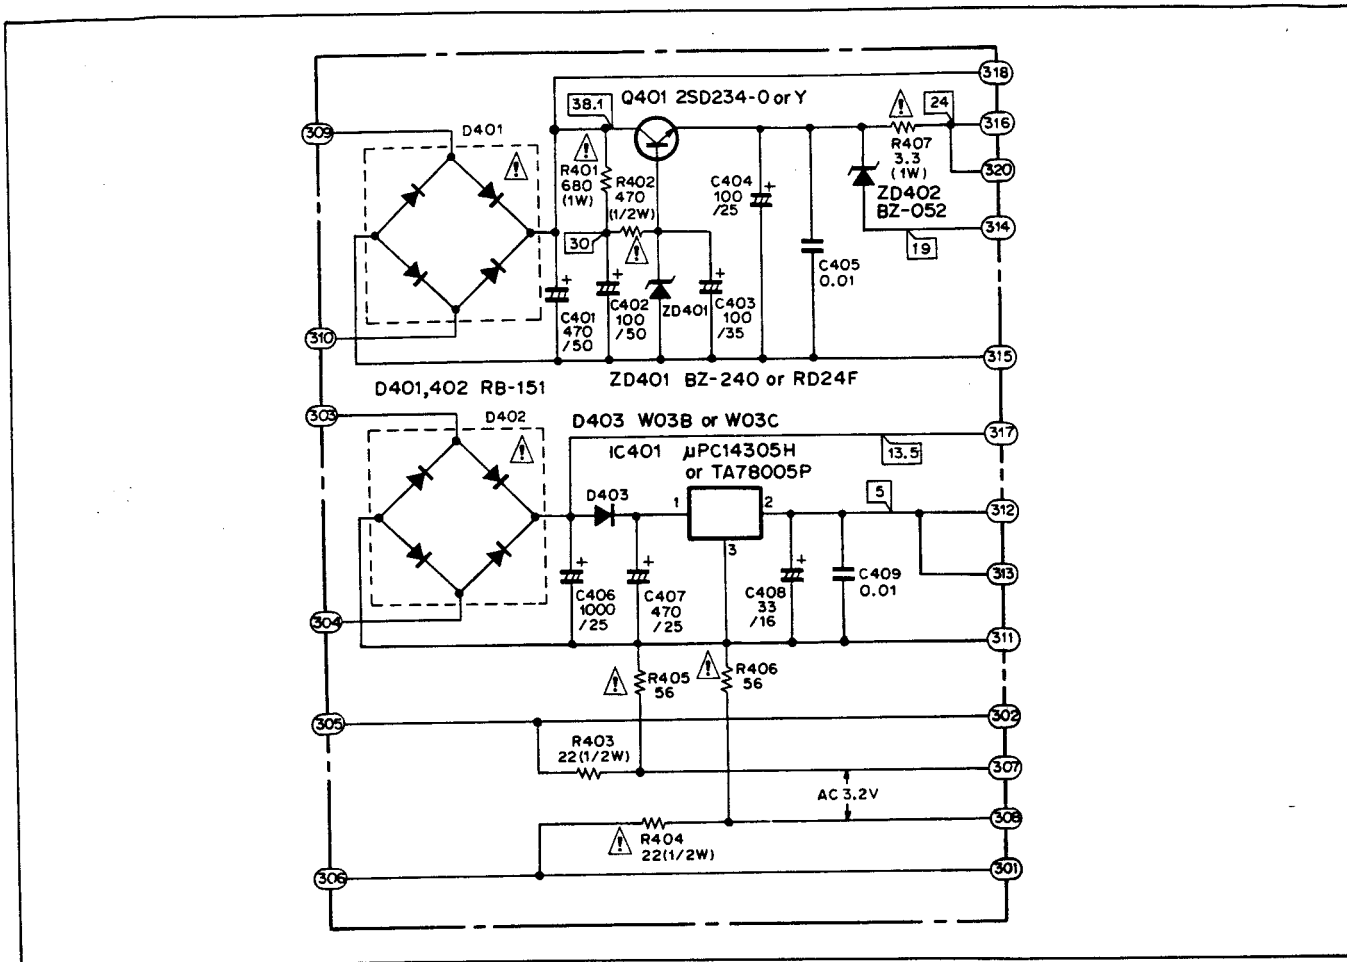 318
Q401 2SD234-O or Y
38.1
24
316
309
D401
R407
3.3
(1W)
320
R401
680
(1W)
R402
470
(1/2W)
C404
100
/25
ZD402
BZ-052
314
30
19
C405
0.01
C401
470
/50
C402
100
/50
ZD401
C403
100
/35
310
315
D401,402 RB-151
ZD401 BZ-240 or RD24F
303
D402
D403 W03B or W03C
317
13.5
IC401 μPC14305H
or TA78005P
5
D403
1
2
312
3
313
C406
1000
/25
C407
470
/25
C408
33
/16
C409
0.01
304
311
R405
56
R406
56
305
302
R403
22(1/2W)
307
AC 3.2V
308
R404
22(1/2W)
306
301